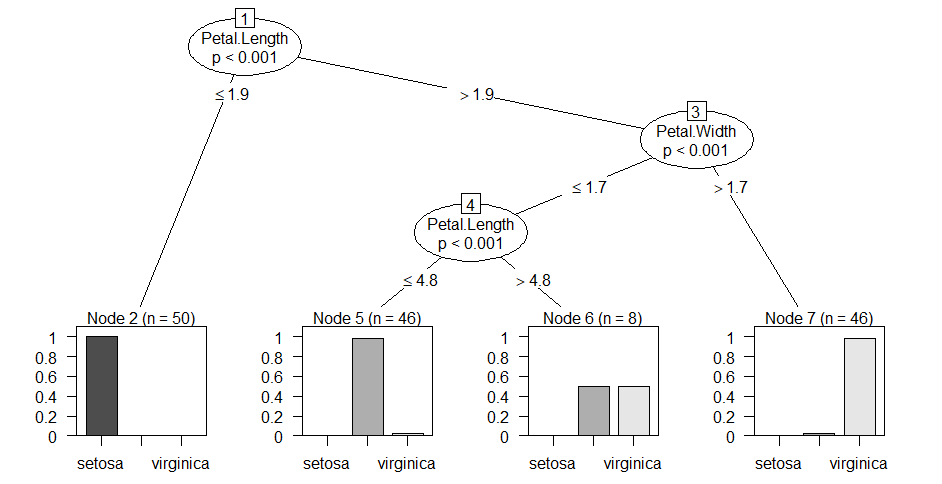 1
Petal.Length
p < 0.001
≤ 1.9
> 1.9
3
Petal.Width
p < 0.001
≤ 1.7
> 1.7
4
Petal.Length
p < 0.001
≤ 4.8
> 4.8
Node 2 (n = 50)
1
0.8
0.6
0.4
0.2
0
setosa
virginica
Node 5 (n = 46)
1
0.8
0.6
0.4
0.2
0
setosa
virginica
Node 6 (n = 8)
1
0.8
0.6
0.4
0.2
0
setosa
virginica
Node 7 (n = 46)
1
0.8
0.6
0.4
0.2
0
setosa
virginica